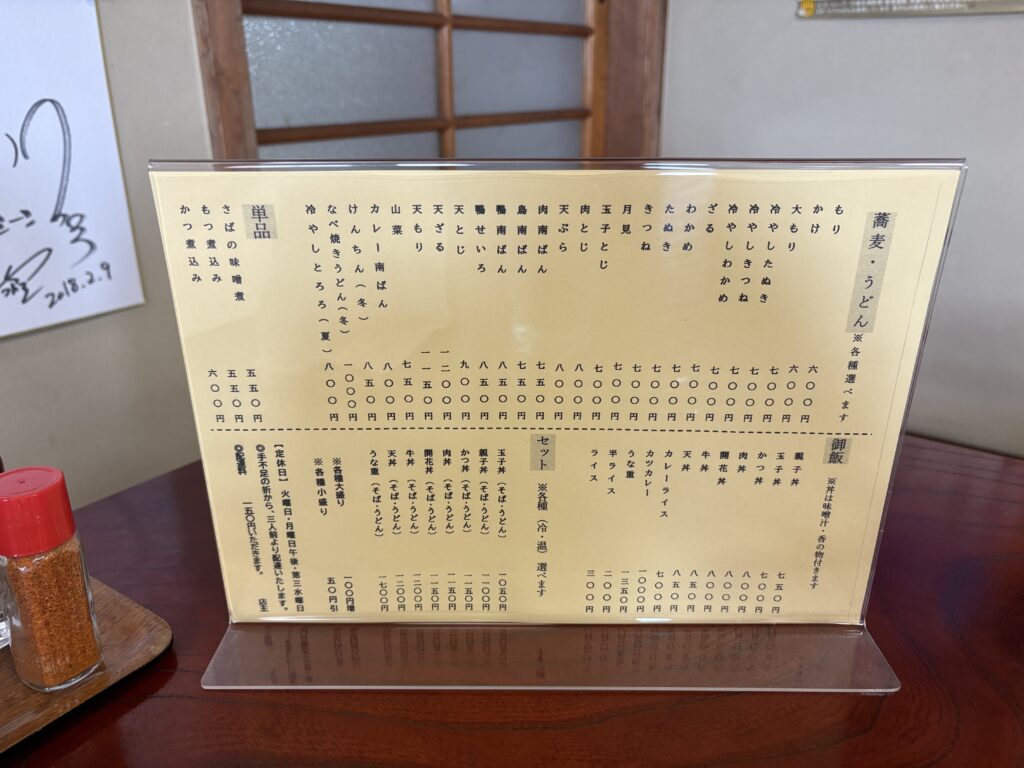 蕎麦・うどん ※各種選べます
もり 六〇〇円
かけ 六〇〇円
大もり 七〇〇円
冷やしたぬき 七〇〇円
冷やしきつね 七〇〇円
冷やしわかめ 七〇〇円
ざる 七〇〇円
わかめ 七〇〇円
たぬき 七〇〇円
きつね 七〇〇円
月見 七〇〇円
玉子とじ 七〇〇円
肉とじ 八〇〇円
天ぷら 八〇〇円
肉南ばん 七五〇円
鳥南ばん 七五〇円
鴨南ばん 八五〇円
鴨せいろ 八五〇円
天とじ 九〇〇円
天ざる 一二〇〇円
天もり 一一五〇円
山菜 七五〇円
カレー南ばん 八〇〇円
けんちん(冬) 八五〇円
なべ焼きうどん(冬) 一〇〇〇円
冷やしとろろ(夏) 八〇〇円
単品
さばの味噌煮 五五〇円
もつ煮込み 五五〇円
かつ煮込み 六〇〇円
御飯 ※丼は味噌汁・香の物付きます
親子丼 七五〇円
玉子丼 七〇〇円
かつ丼 八〇〇円
肉丼 八〇〇円
開花丼 八〇〇円
牛丼 八五〇円
天丼 八五〇円
カレーライス 七〇〇円
カツカレー 一〇〇〇円
うな重 一三五〇円
半ライス 二〇〇円
ライス 三〇〇円
セット ※各種(冷・温)選べます
玉子丼(そば・うどん) 一〇五〇円
親子丼(そば・うどん) 一一〇〇円
かつ丼(そば・うどん) 一一五〇円
肉丼(そば・うどん) 一一五〇円
開花丼(そば・うどん) 一一五〇円
牛丼(そば・うどん) 一二〇〇円
天丼(そば・うどん) 一二〇〇円
うな重(そば・うどん) 一七〇〇円
※各種大盛り 一〇〇円増
※各種小盛り 五〇円引
【定休日】 火曜日・月曜日午後・第三水曜日
◎手不足の折から、三人前より配達いたします。
◎配達料 一五〇円いただきます。 店主
2018.2.9